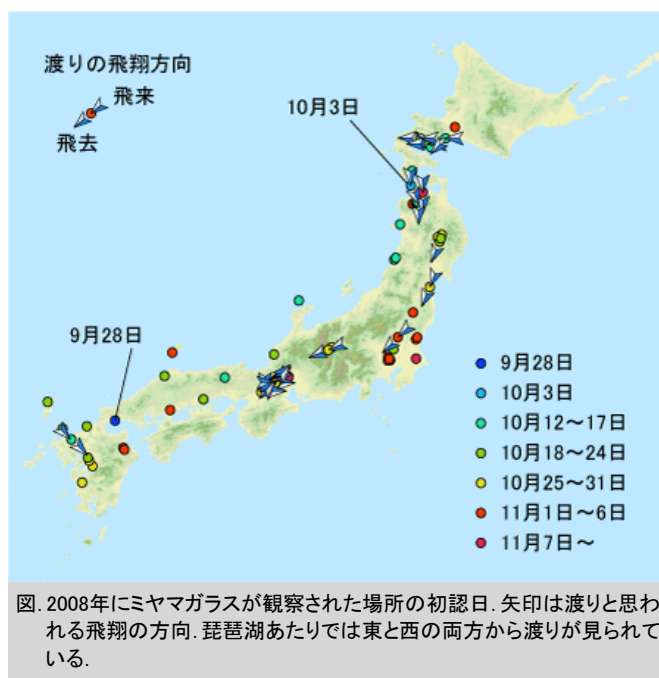 渡りの飛翔方向
飛来
飛去
10月3日
9月28日
9月28日
10月3日
10月12～17日
10月18～24日
10月25～31日
11月1日～6日
11月7日～
図. 2008年にミヤマガラスが観察された場所の初認日. 矢印は渡りと思わ
れる飛翔の方向. 琵琶湖あたりでは東と西の両方から渡りが見られて
いる.